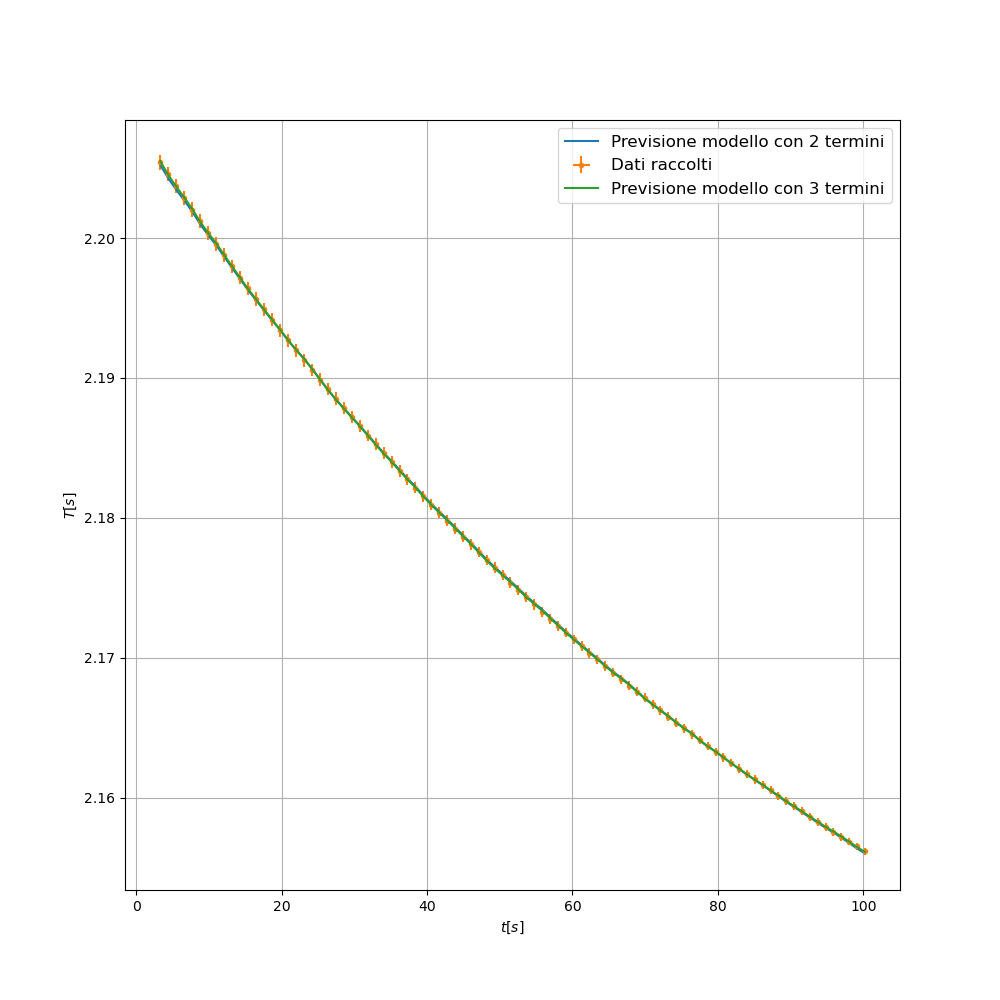 Previsione modello con 2 termini
Dati raccolti
Previsione modello con 3 termini
2.20
2.19
2.18
2.17
2.16
T[s]
0 20 40 60 80 100
t[s]